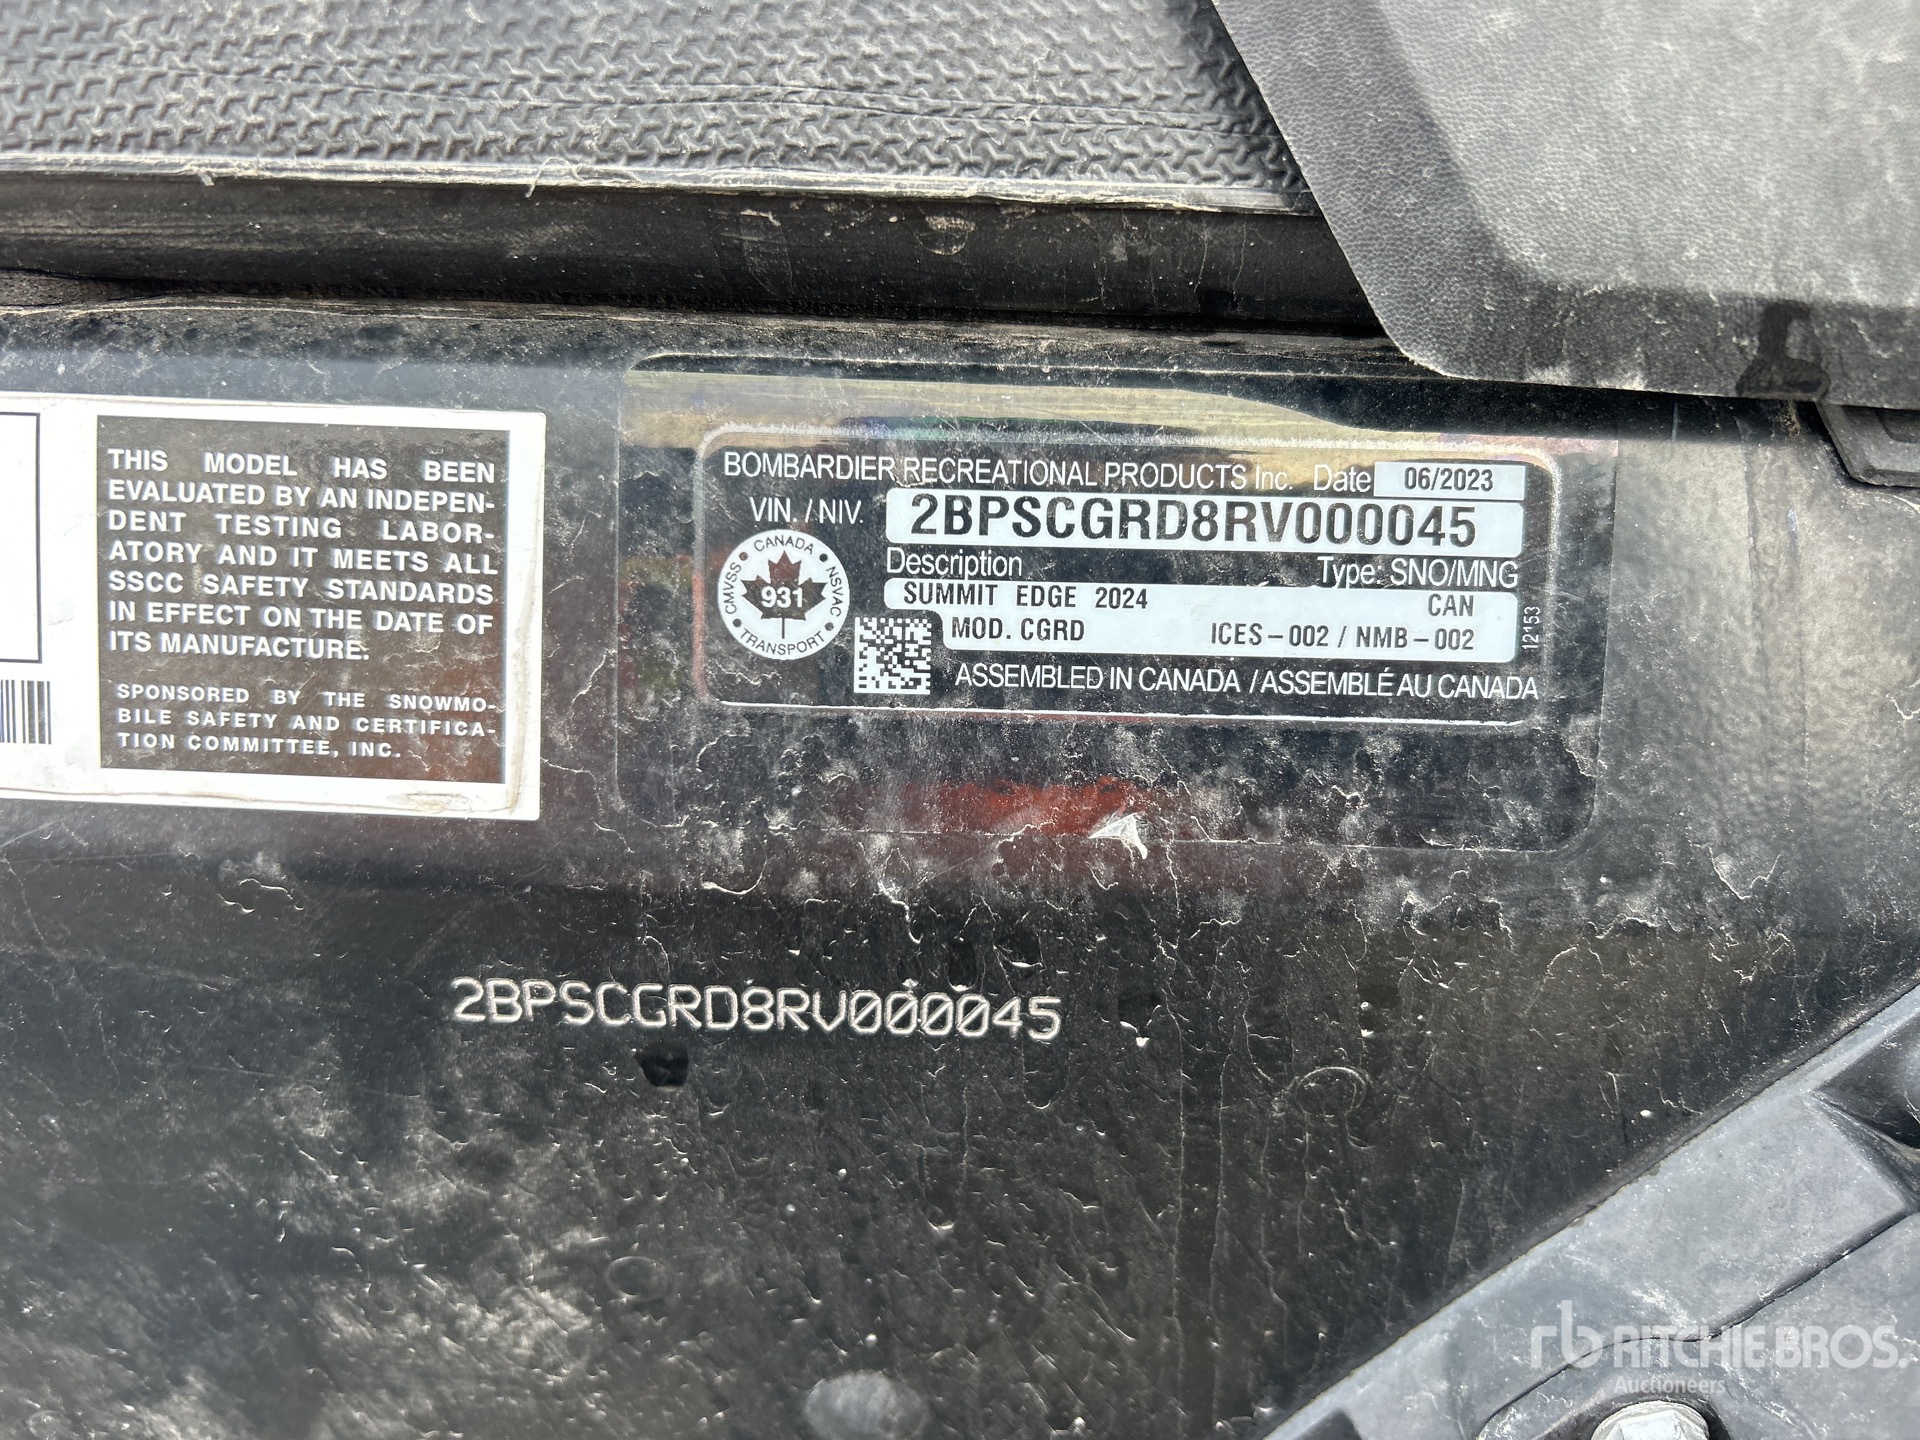 THIS MODEL HAS BEEN
EVALUATED BY AN INDEPEN-
DENT TESTING LABOR-
ATORY AND IT MEETS ALL
SSCC SAFETY STANDARDS
IN EFFECT ON THE DATE OF
ITS MANUFACTURE.
SPONSORED BY THE SNOWMO-
BILE SAFETY AND CERTIFICA-
TION COMMITTEE, INC.
BOMBARDIER RECREATIONAL PRODUCTS Inc. Date 06/2023
VIN. / NIV. 2BPSCGRD8RV000045
CANADA
CMVSS 931 NSVAC
TRANSPORT
Description Type: SNO/MNG
SUMMIT EDGE 2024 CAN
MOD. CGRD ICES-002 / NMB-002
12153
ASSEMBLED IN CANADA / ASSEMBLÉ AU CANADA
2BPSCGRD8RV000045
rb RITCHIE BROS.
Auctioneers